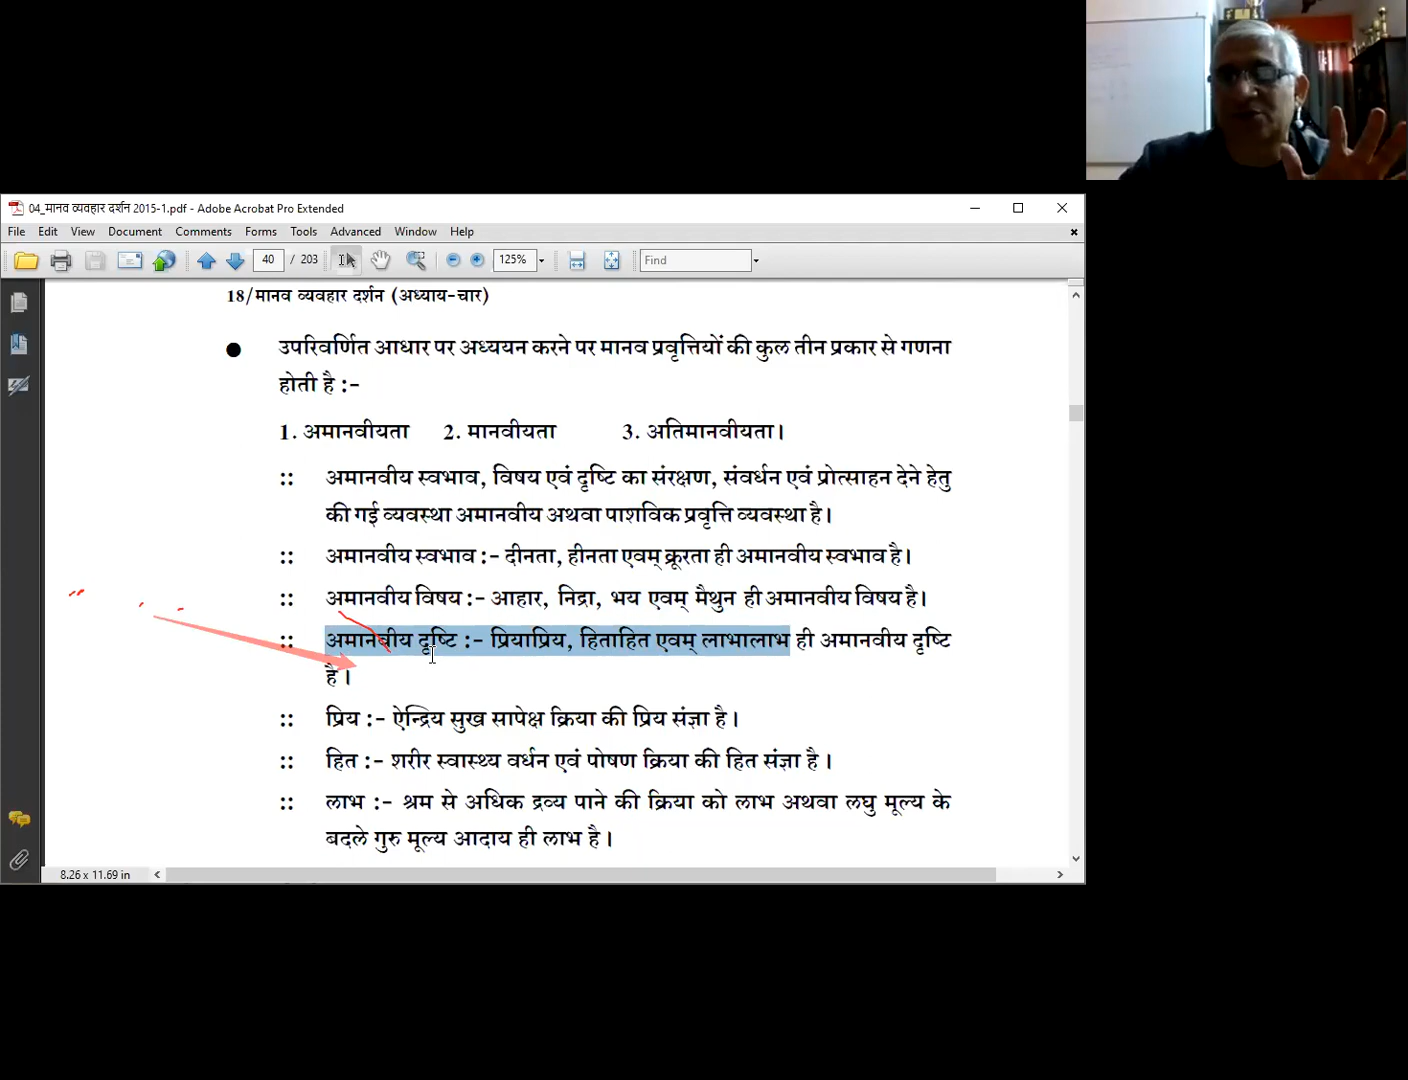 04_मानव व्यवहार दर्शन 2015-1.pdf - Adobe Acrobat Pro Extended
File Edit View Document Comments Forms Tools Advanced Window Help
40 / 203 125% Find
18/मानव व्यवहार दर्शन (अध्याय-चार)
● उपरिवर्णित आधार पर अध्ययन करने पर मानव प्रवृत्तियों की कुल तीन प्रकार से गणना
होती है :-
1. अमानवीयता 2. मानवीयता 3. अतिमानवीयता।
:: अमानवीय स्वभाव, विषय एवं दृष्टि का संरक्षण, संवर्धन एवं प्रोत्साहन देने हेतु
की गई व्यवस्था अमानवीय अथवा पाशविक प्रवृत्ति व्यवस्था है।
:: अमानवीय स्वभाव :- दीनता, हीनता एवम् क्रूरता ही अमानवीय स्वभाव है।
:: अमानवीय विषय :- आहार, निद्रा, भय एवम् मैथुन ही अमानवीय विषय है।
:: अमानवीय दृष्टि :- प्रियाप्रिय, हिताहित एवम् लाभालाभ ही अमानवीय दृष्टि
है।
:: प्रिय :- ऐन्द्रिय सुख सापेक्ष क्रिया की प्रिय संज्ञा है।
:: हित :- शरीर स्वास्थ्य वर्धन एवं पोषण क्रिया की हित संज्ञा है।
:: लाभ :- श्रम से अधिक द्रव्य पाने की क्रिया को लाभ अथवा लघु मूल्य के
बदले गुरु मूल्य आदाय ही लाभ है।
8.26 x 11.69 in